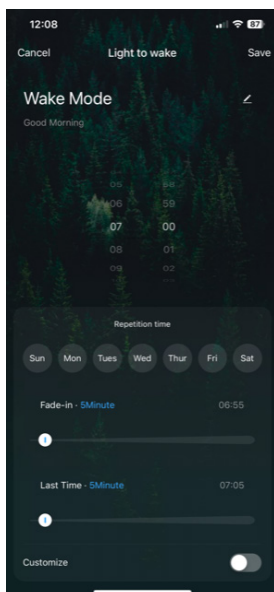 12:08 87
Cancel Light to wake Save
Wake Mode
Good Morning
05 58
06 59
07 00
08 01
09 02
Repetition time
Sun Mon Tues Wed Thur Fri Sat
Fade-in - 5Minute 06:55
Last Time - 5Minute 07:05
Customize